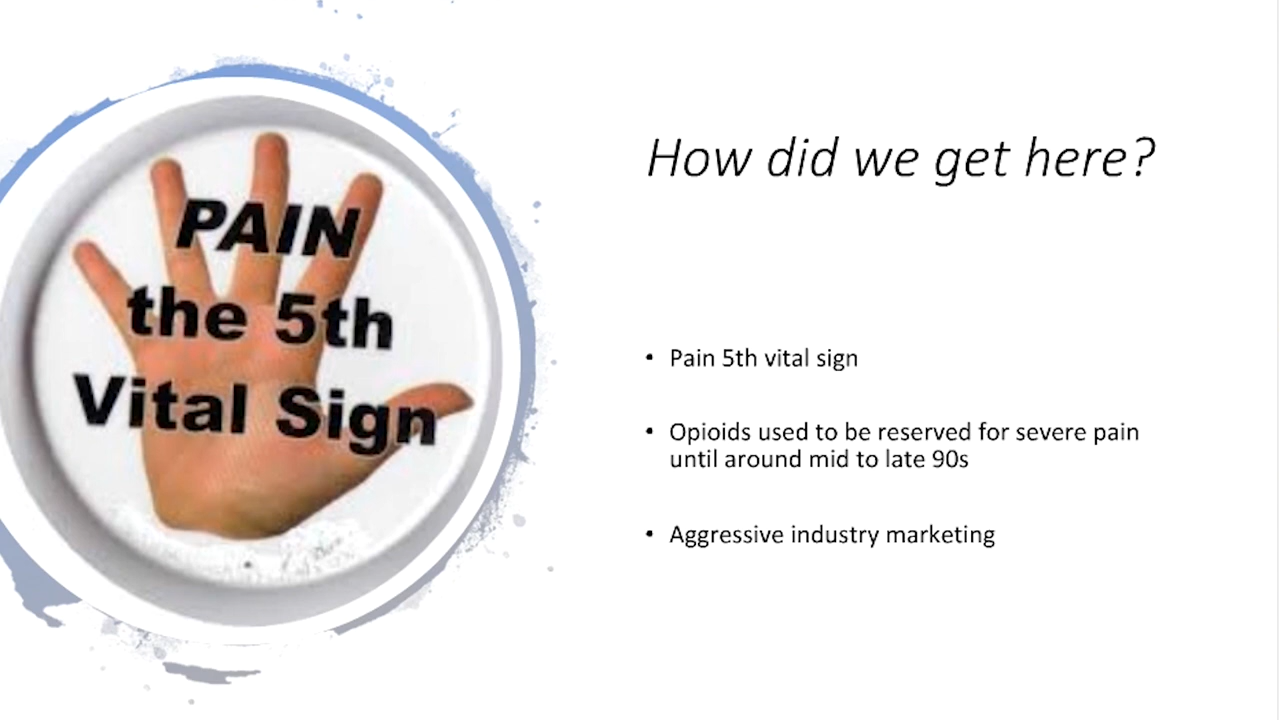 PAIN
the 5th
Vital Sign
How did we get here?
• Pain 5th vital sign
• Opioids used to be reserved for severe pain
until around mid to late 90s
• Aggressive industry marketing